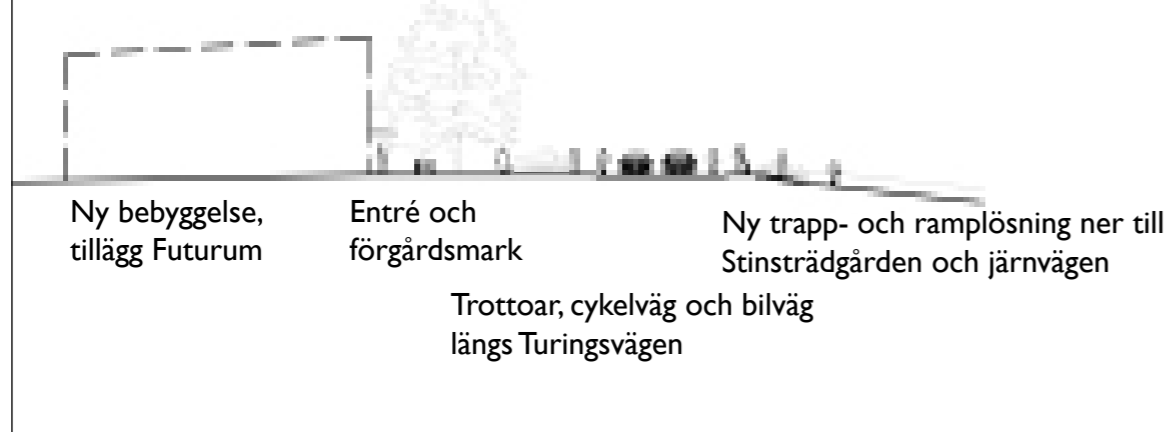 Ny bebyggelse,
tillägg Futurum
Entré och
förgårdsmark
Trottoar, cykelväg och bilväg
längs Turingsvägen
Ny trapp- och ramplösning ner till
Stinsträdgården och järnvägen